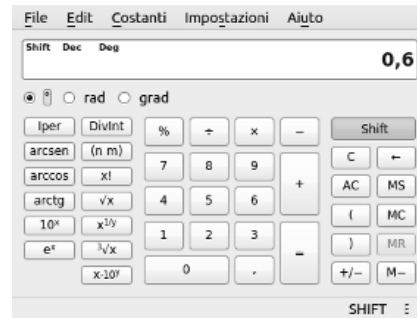 File Edit Costanti Impostazioni Aiuto
Shift Dec Deg
0,6
° rad grad
Iper DivInt % ÷ × − Shift
arcsen (n m) 7 8 9 + C ←
arccos x! AC MS
arctg √x 4 5 6 ( MC
10ˣ x¹/ʸ 1 2 3 = ) MR
eˣ ³√x
x·10ʸ 0 , +/− M−
SHIFT